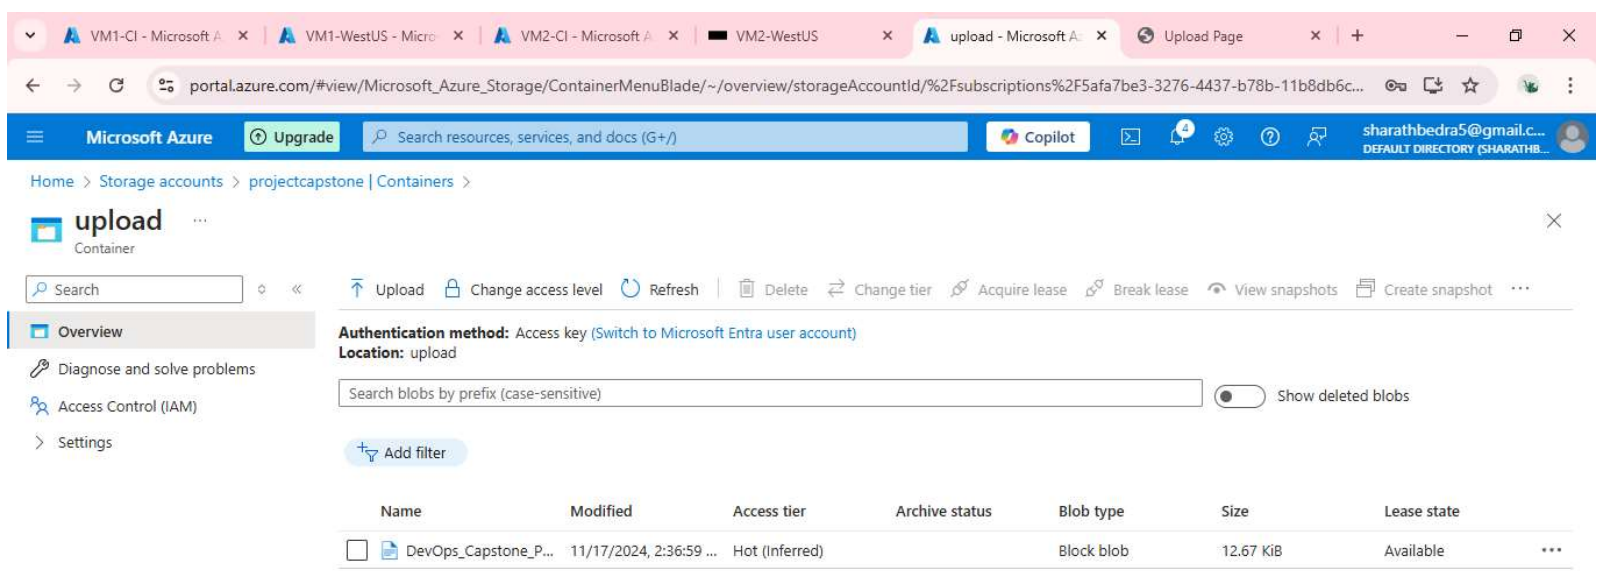 VM1-CI - Microsoft A
VM1-WestUS - Micro
VM2-CI - Microsoft A
VM2-WestUS
upload - Microsoft A
Upload Page
portal.azure.com/#view/Microsoft_Azure_Storage/ContainerMenuBlade/~/overview/storageAccountId/%2Fsubscriptions%2F5afa7be3-3276-4437-b78b-11b8db6c...
Microsoft Azure
Upgrade
Search resources, services, and docs (G+/)
Copilot
4
sharathbedra5@gmail.c...
DEFAULT DIRECTORY (SHARATHB...
Home > Storage accounts > projectcapstone | Containers >
upload ...
Container
Search
Upload Change access level Refresh Delete Change tier Acquire lease Break lease View snapshots Create snapshot ...
Overview
Diagnose and solve problems
Access Control (IAM)
Settings
Authentication method: Access key (Switch to Microsoft Entra user account)
Location: upload
Search blobs by prefix (case-sensitive)
Show deleted blobs
Add filter
Name Modified Access tier Archive status Blob type Size Lease state
DevOps_Capstone_P... 11/17/2024, 2:36:59 ... Hot (Inferred) Block blob 12.67 KiB Available ...